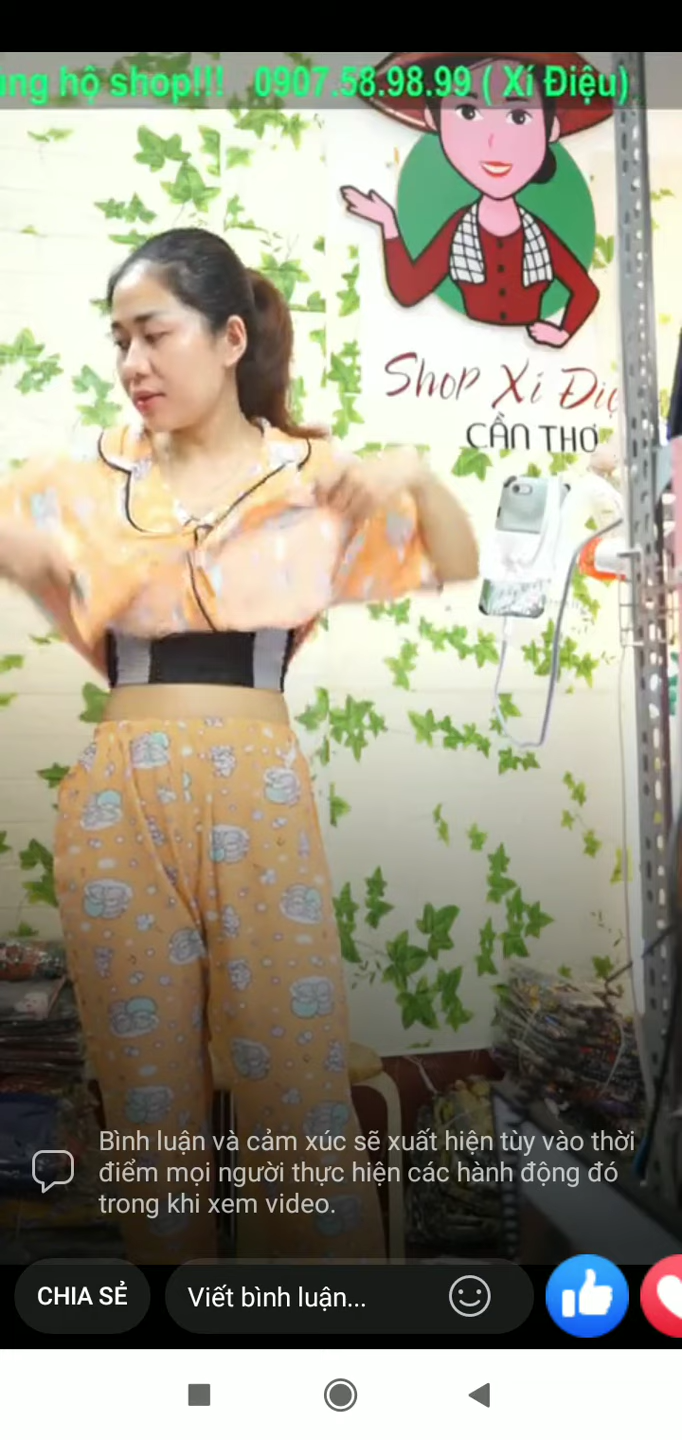 hộ shop!!! 0907.58.98.99 ( Xí Điệu)
Shop Xí
CẦN THƠ
Bình luận và cảm xúc sẽ xuất hiện tùy vào thời
điểm mọi người thực hiện các hành động đó
trong khi xem video.
CHIA SẺ
Viết bình luận...